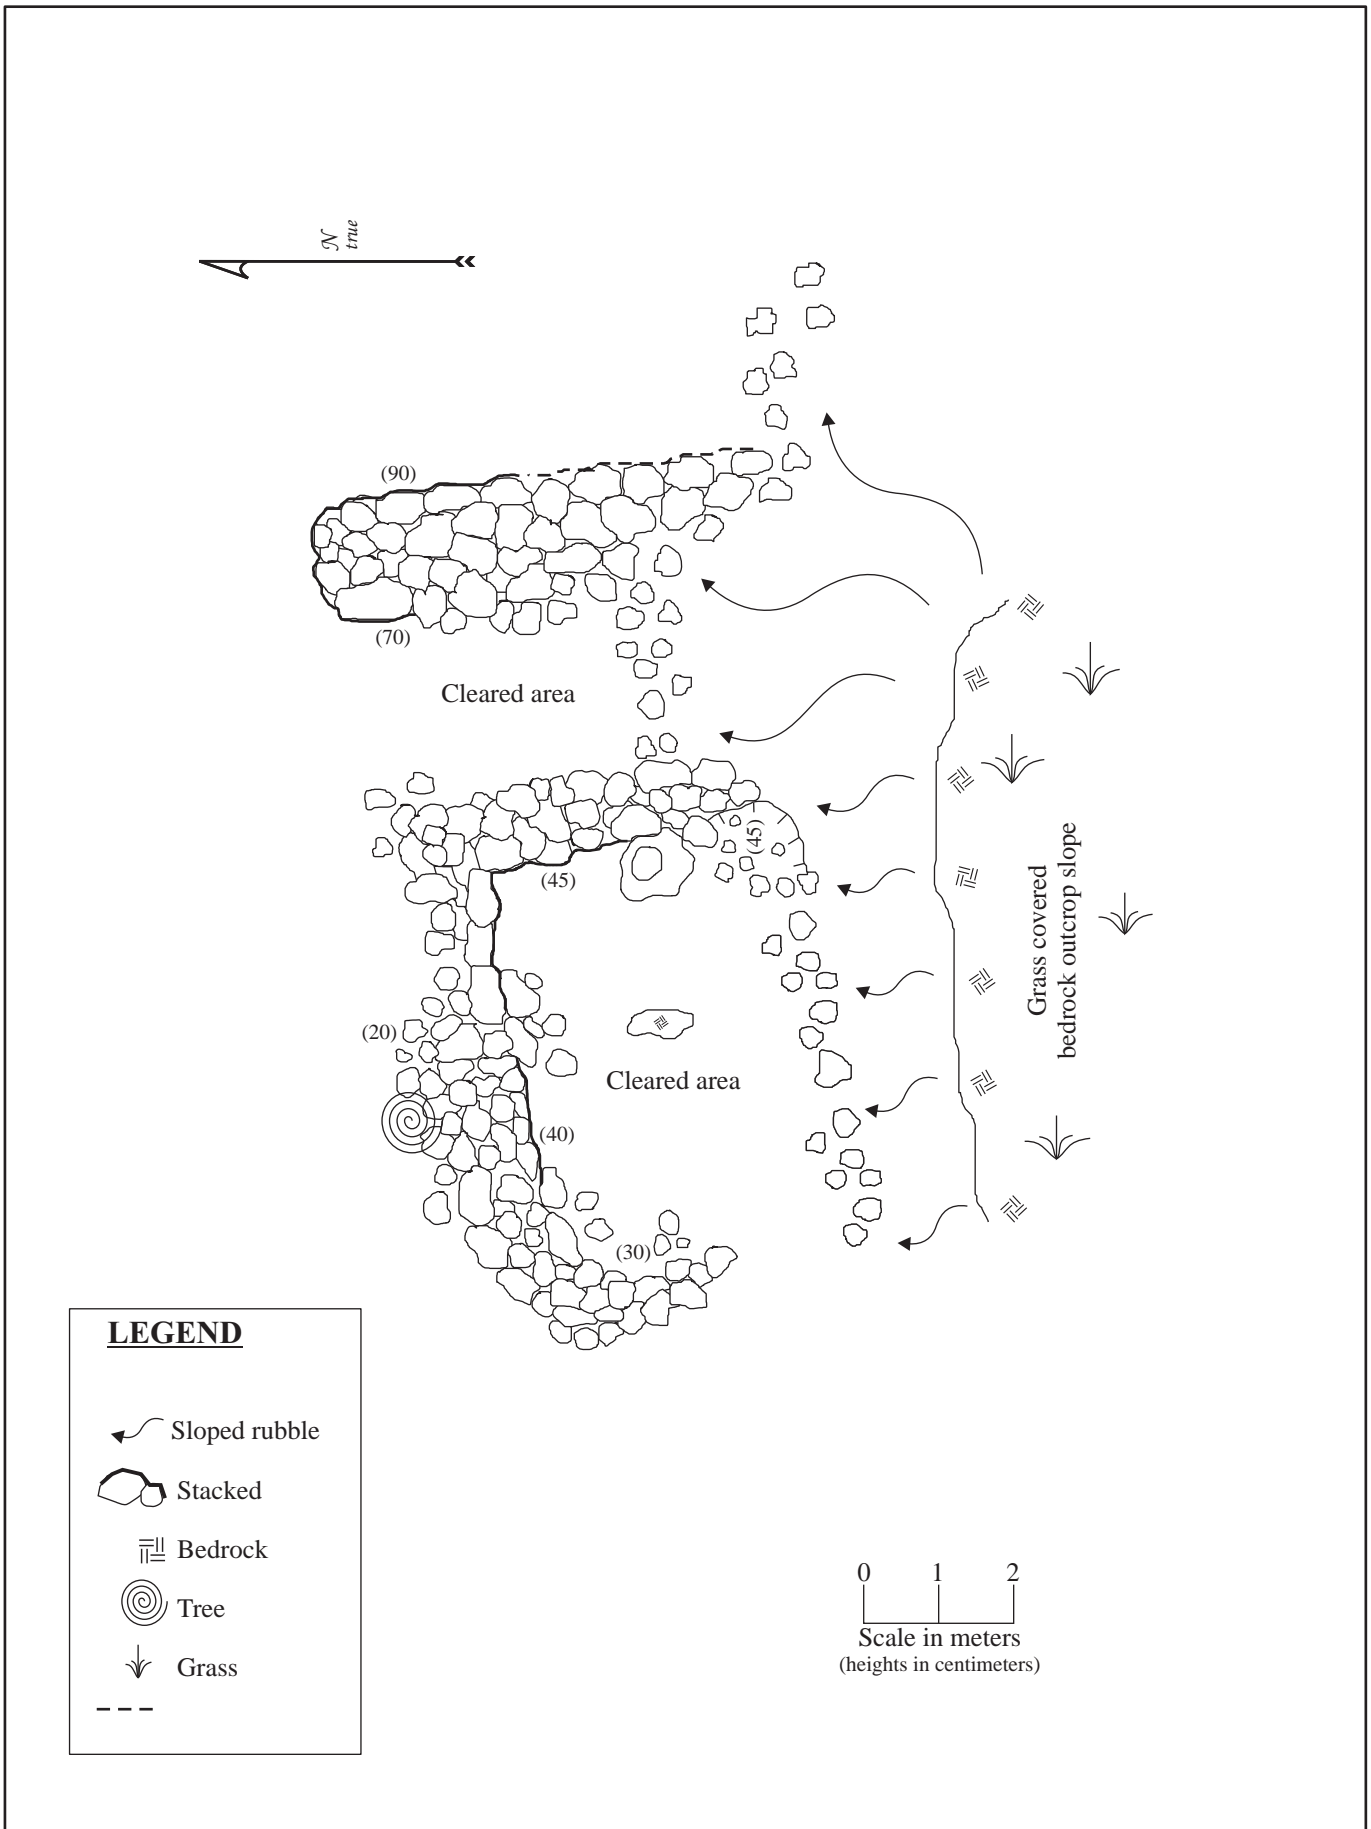 N
true
(90)
(70)
Cleared area
(45)
(45)
Grass covered
bedrock outcrop slope
(20)
Cleared area
(40)
(30)
LEGEND
Sloped rubble
Stacked
Bedrock
Tree
Grass
0 1 2
Scale in meters
(heights in centimeters)